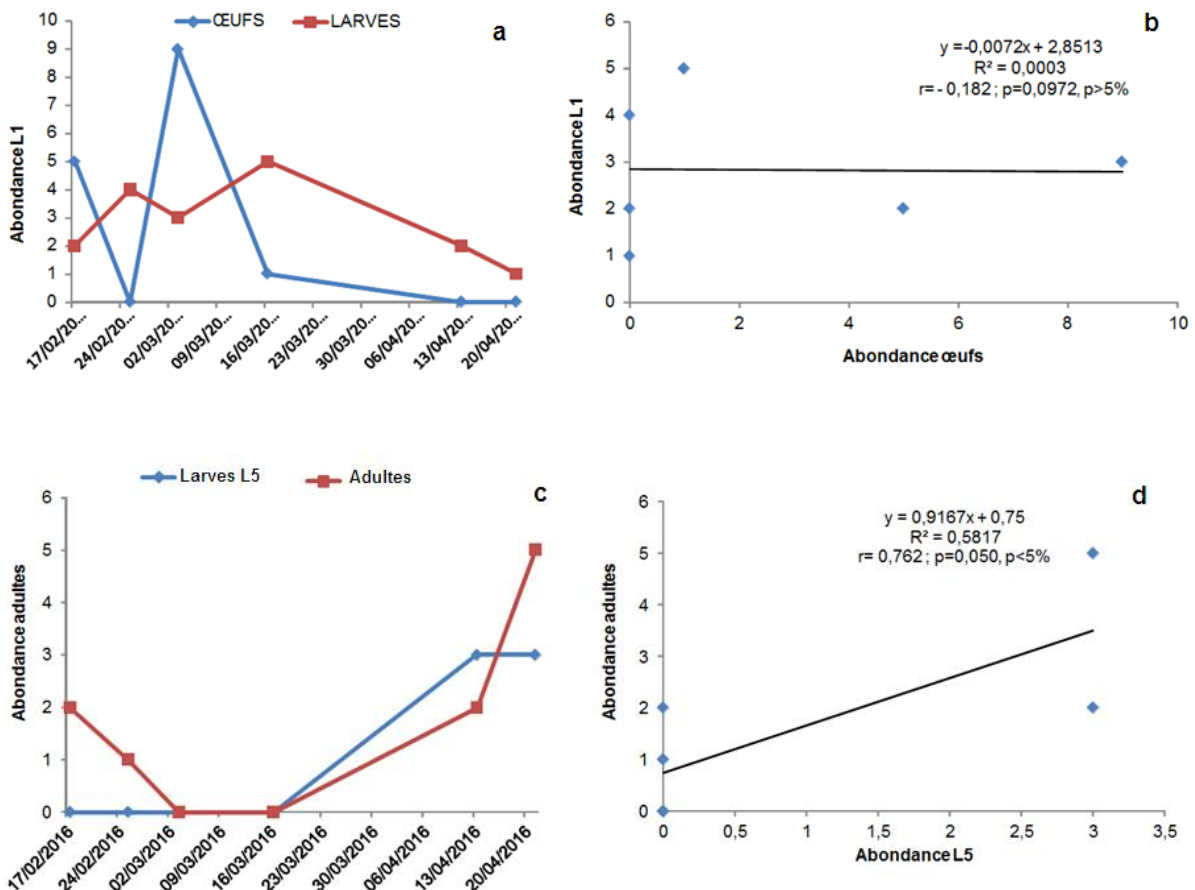 ŒUFS LARVES
a
Abondance L1
10
9
8
7
6
5
4
3
2
1
0
17/02/20...
24/02/20...
02/03/20...
09/03/20...
16/03/20...
23/03/20...
30/03/20...
06/04/20...
13/04/20...
20/04/20...
b
y =-0,0072x + 2,8513
R² = 0,0003
r= - 0,182 ; p=0,0972, p>5%
Abondance L1
6
5
4
3
2
1
0
0 2 4 6 8 10
Abondance œufs
Larves L5 Adultes
c
Abondance adultes
6
5
4
3
2
1
0
17/02/2016
24/02/2016
02/03/2016
09/03/2016
16/03/2016
23/03/2016
30/03/2016
06/04/2016
13/04/2016
20/04/2016
d
y = 0,9167x + 0,75
R² = 0,5817
r= 0,762 ; p=0,050, p<5%
Abondance adultes
6
5
4
3
2
1
0
0 0,5 1 1,5 2 2,5 3 3,5
Abondance L5